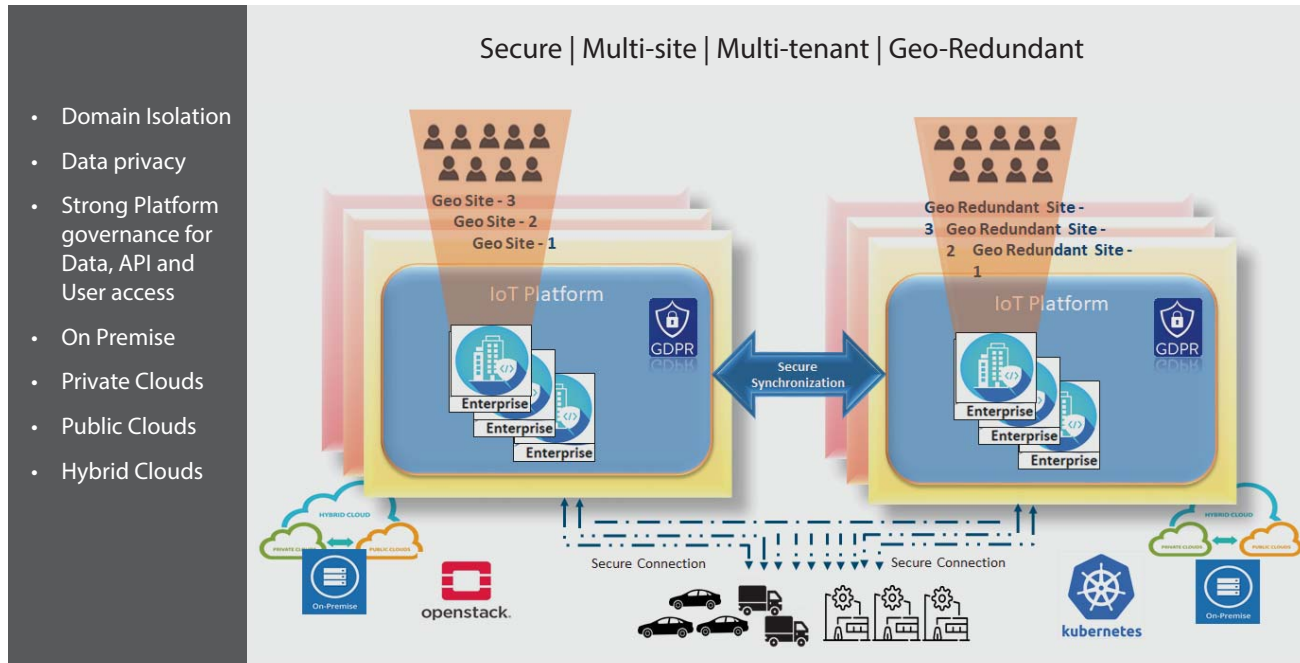 Secure | Multi-site | Multi-tenant | Geo-Redundant
• Domain Isolation
• Data privacy
• Strong Platform
governance for
Data, API and
User access
• On Premise
• Private Clouds
• Public Clouds
• Hybrid Clouds
Geo Site - 3
Geo Site - 2
Geo Site - 1
IoT Platform
GDPR
Enterprise
Enterprise
Enterprise
Secure
Synchronization
Geo Redundant Site -
3 Geo Redundant Site -
2 Geo Redundant Site -
1
IoT Platform
GDPR
Enterprise
Enterprise
Enterprise
HYBRID CLOUD
PRIVATE CLOUDS
PUBLIC CLOUDS
On-Premise
openstack.
Secure Connection
Secure Connection
kubernetes
HYBRID CLOUD
PRIVATE CLOUDS
PUBLIC CLOUDS
On-Premise